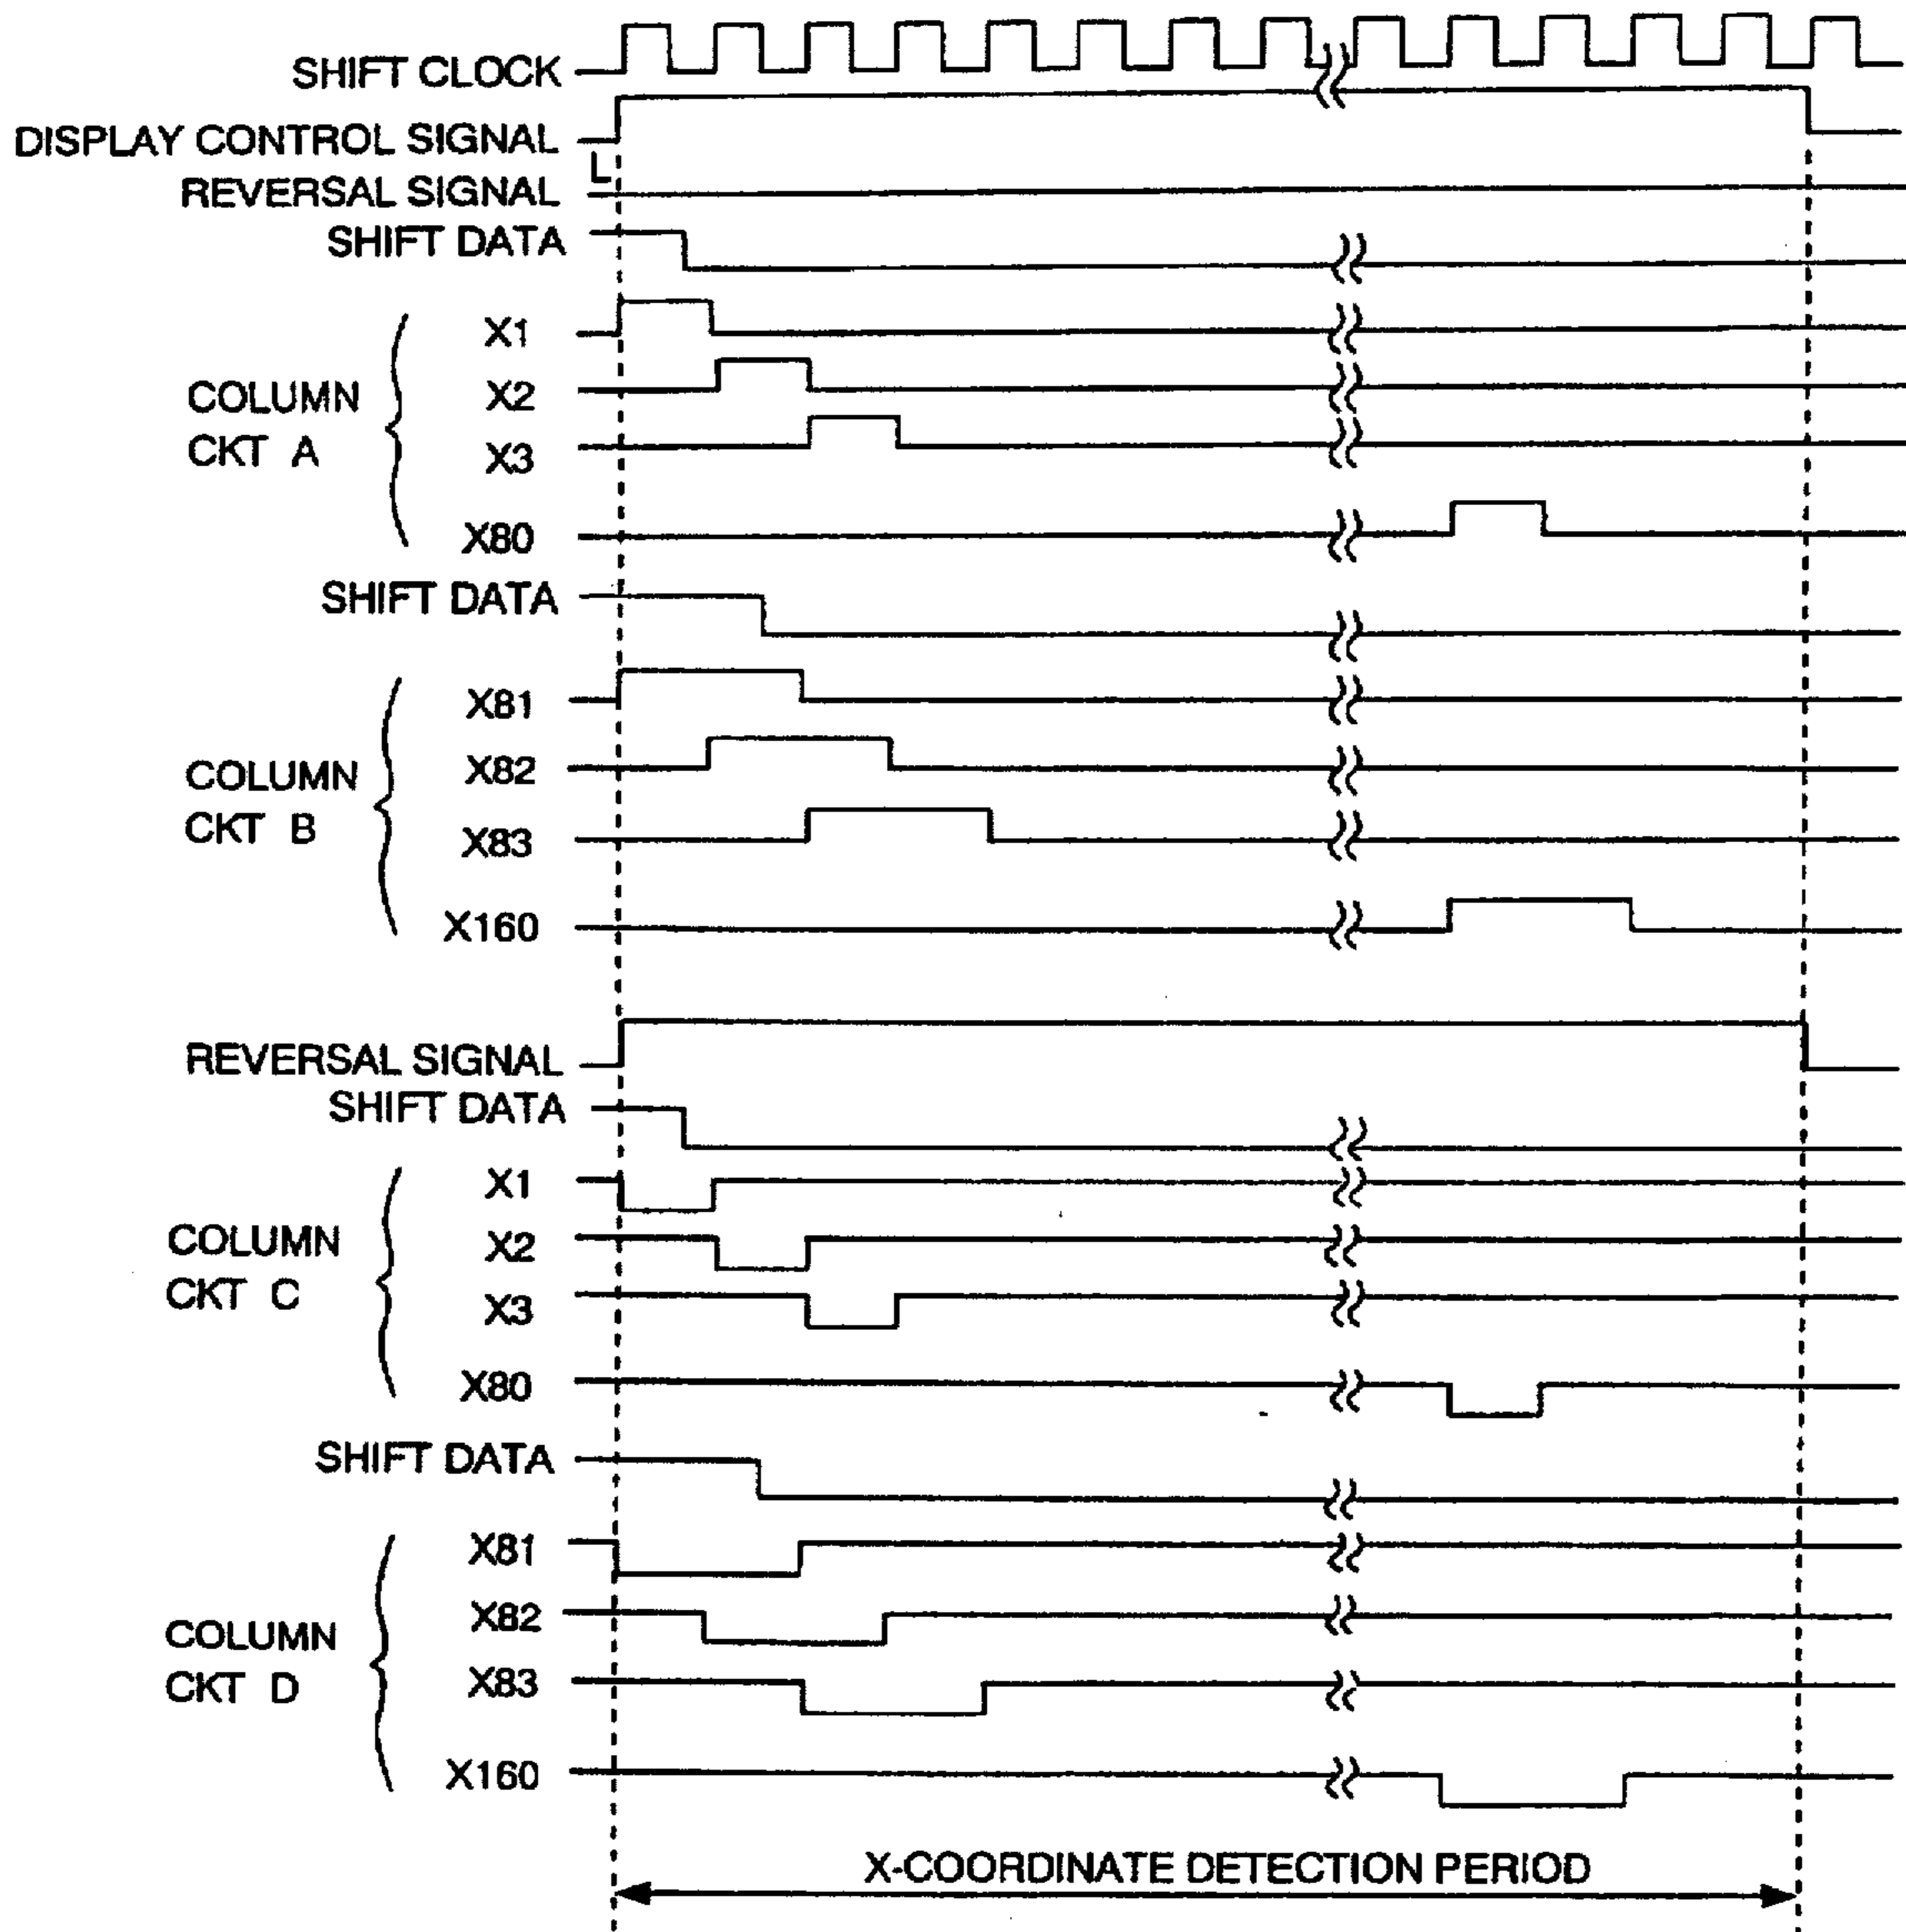 SHIFT CLOCK
DISPLAY CONTROL SIGNAL
L
REVERSAL SIGNAL
SHIFT DATA
X1
COLUMN
CKT A
X2
X3
X80
SHIFT DATA
X81
COLUMN
CKT B
X82
X83
X160
REVERSAL SIGNAL
SHIFT DATA
X1
COLUMN
CKT C
X2
X3
X80
SHIFT DATA
X81
COLUMN
CKT D
X82
X83
X160
X-COORDINATE DETECTION PERIOD